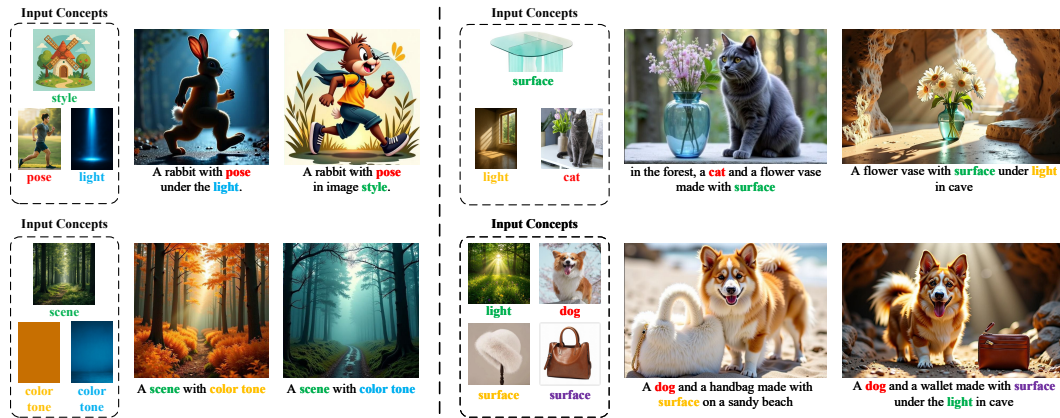 Input Concepts
style
pose
light
A rabbit with pose
under the light.
A rabbit with pose
in image style.
Input Concepts
surface
light
cat
in the forest, a cat and a flower vase
made with surface
A flower vase with surface under light
in cave
Input Concepts
scene
color
tone
color
tone
A scene with color tone
A scene with color tone
Input Concepts
light
dog
surface
surface
A dog and a handbag made with
surface on a sandy beach
A dog and a wallet made with surface
under the light in cave